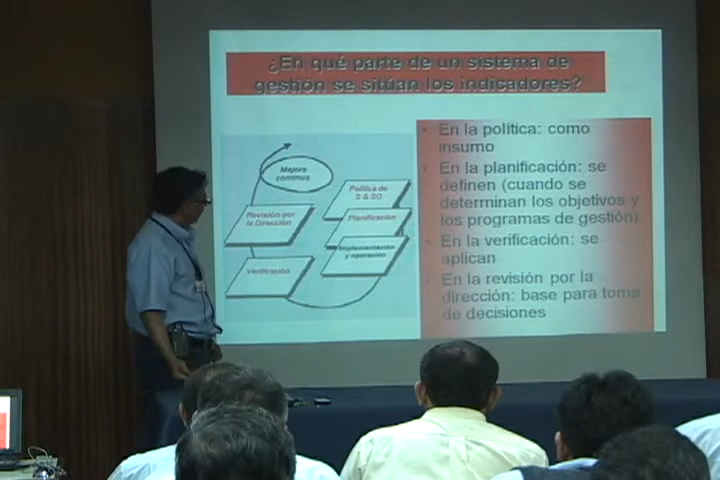 ¿En qué parte de un sistema de
gestión se sitúan los indicadores?
Mejora
continua
Política de
S & SO
Revisión por
la Dirección
Planificación
Implementación
y operación
Verificación
• En la política: como
insumo
• En la planificación: se
definen (cuando se
determinan los objetivos y
los programas de gestión)
• En la verificación: se
aplican
• En la revisión por la
dirección: base para toma
de decisiones